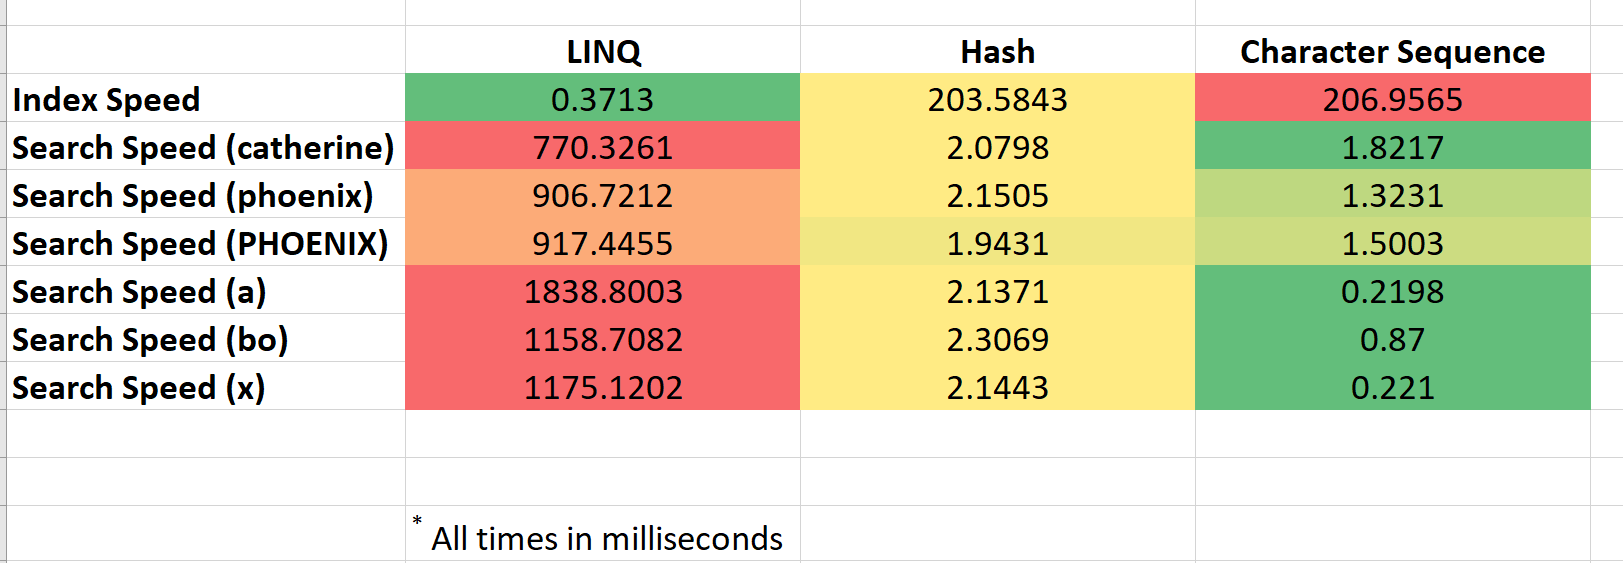 LINQ Hash Character Sequence
Index Speed 0.3713 203.5843 206.9565
Search Speed (catherine) 770.3261 2.0798 1.8217
Search Speed (phoenix) 906.7212 2.1505 1.3231
Search Speed (PHOENIX) 917.4455 1.9431 1.5003
Search Speed (a) 1838.8003 2.1371 0.2198
Search Speed (bo) 1158.7082 2.3069 0.87
Search Speed (x) 1175.1202 2.1443 0.221
* All times in milliseconds